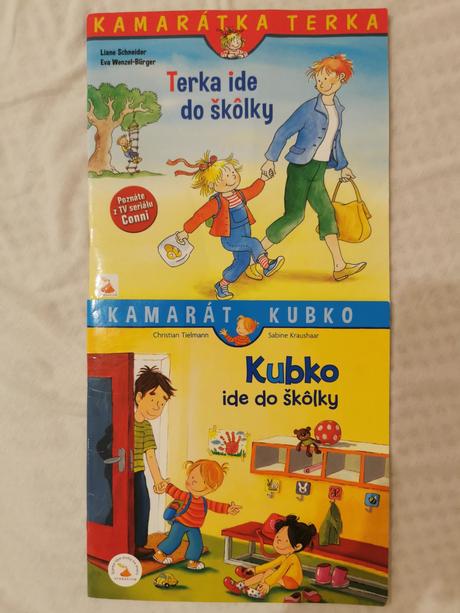 KAMARÁTKA TERKA
Liane Schneider
Eva Wenzel-Bürger
Terka ide
do škôlky
Poznáte
z TV seriálu
Conni
KAMARÁT KUBKO
Christian Tielmann Sabine Kraushaar
Kubko
ide do škôlky